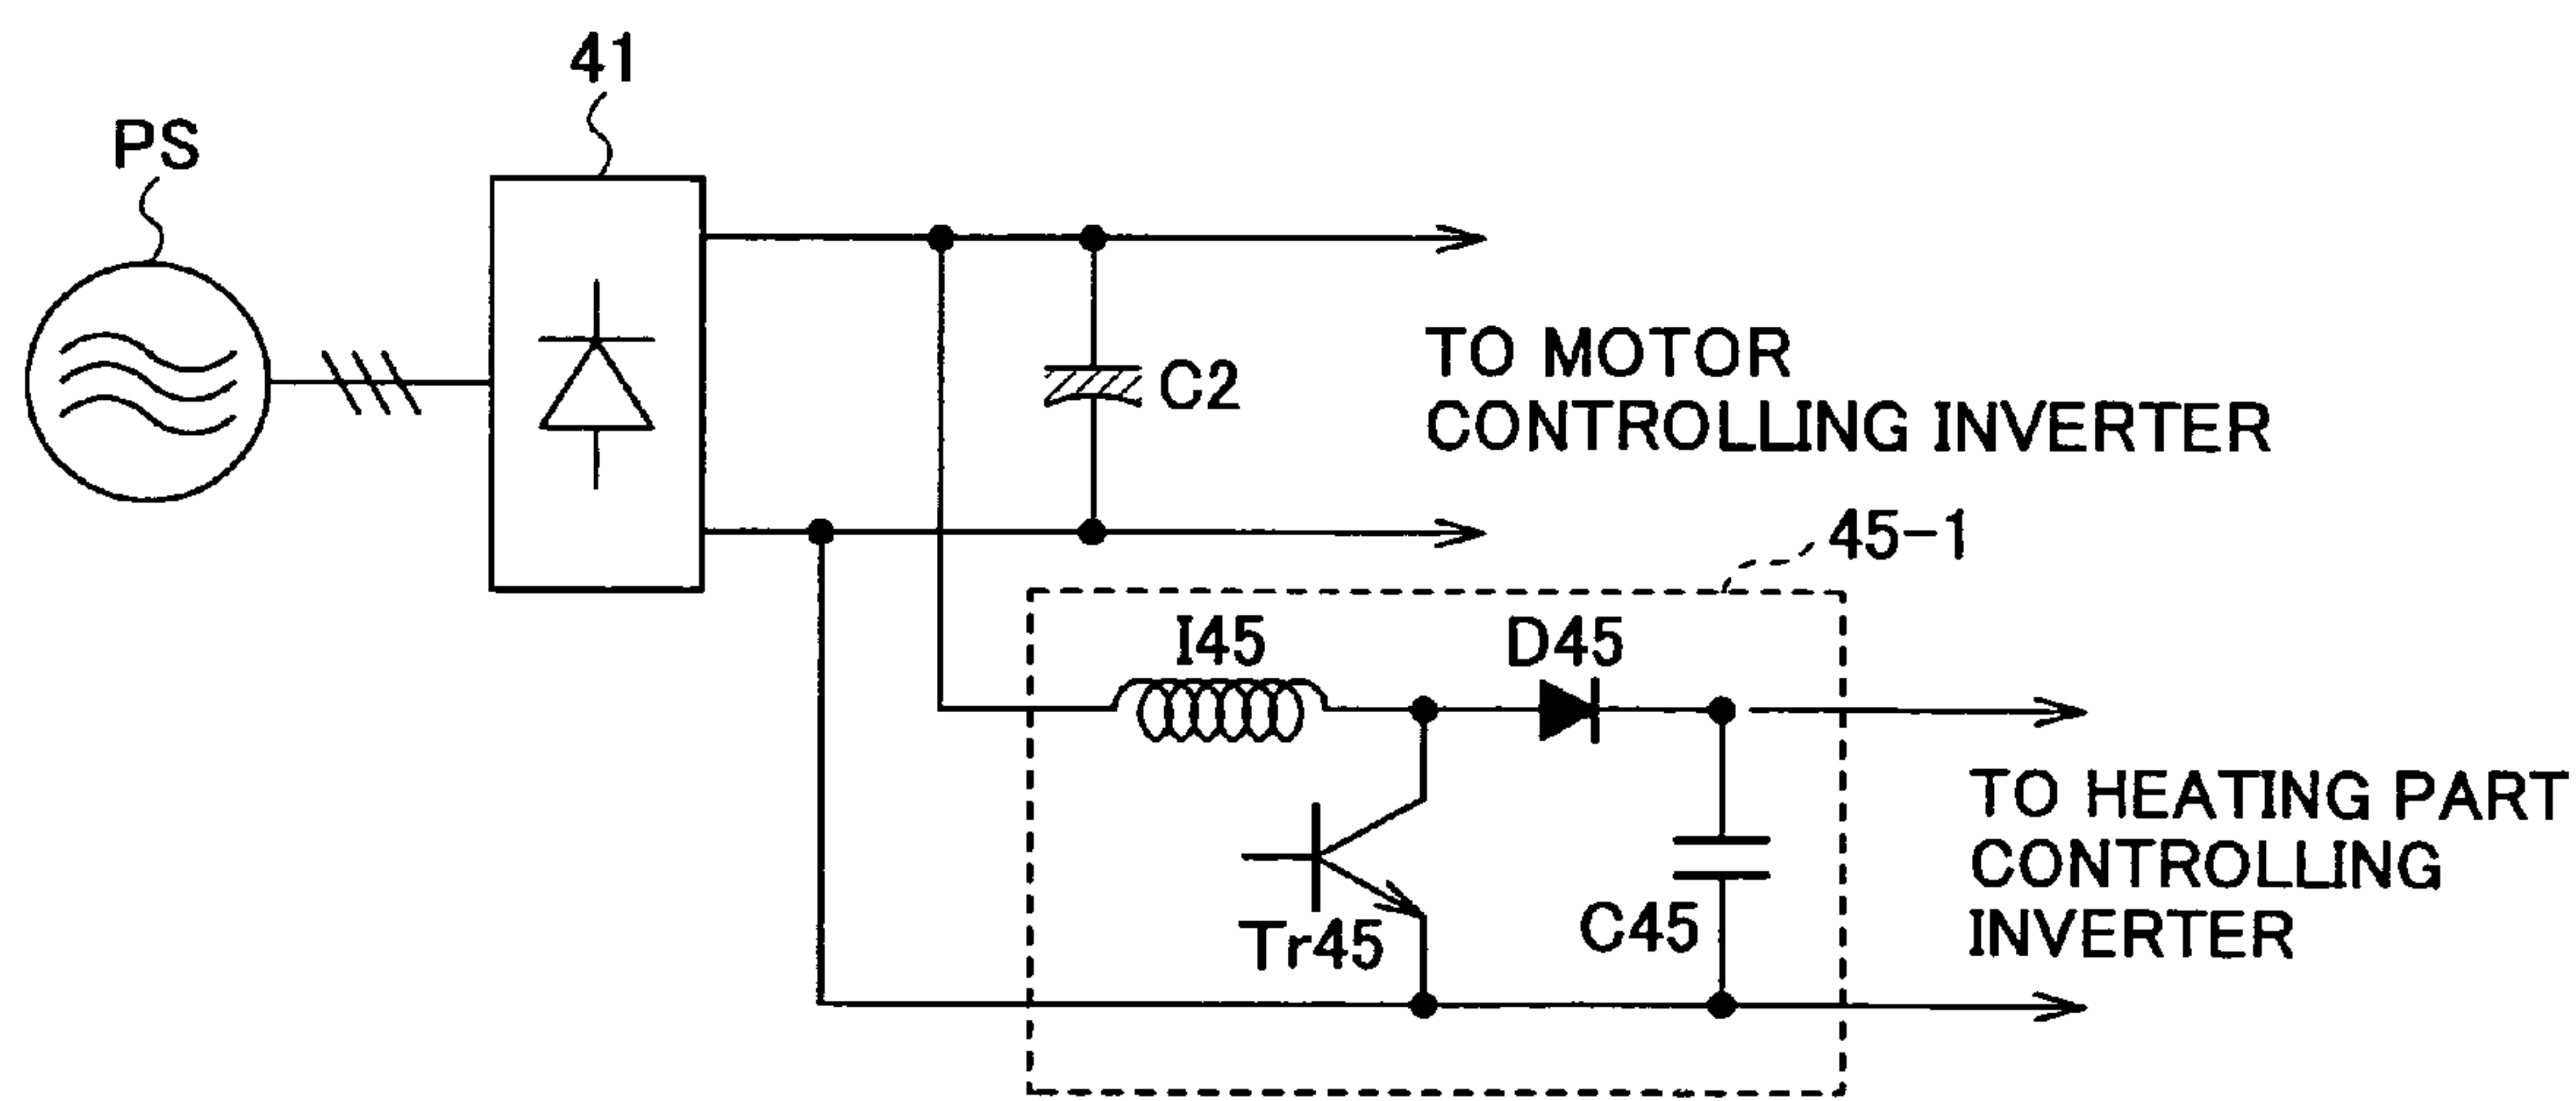 41
PS
C2
TO MOTOR
CONTROLLING INVERTER
45-1
I45
D45
Tr45
C45
TO HEATING PART
CONTROLLING
INVERTER